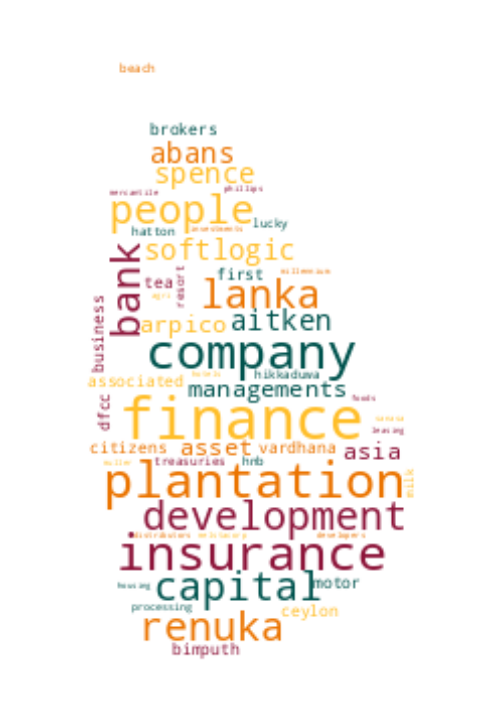 beach
brokers
abans
spence
mercantile phillips
people
hatton investments lucky
softlogic
bank
tea resort first millennium
agri lanka
business arpico aitken
company
associated hotels hikkaduwa
managements
dfcc foods
finance
leasing
citizens asset vardhana asia
treasuries hnb
plantation milk
development
distributors developers
insurance
housing capital motor
processing ceylon
renuka
bimputh